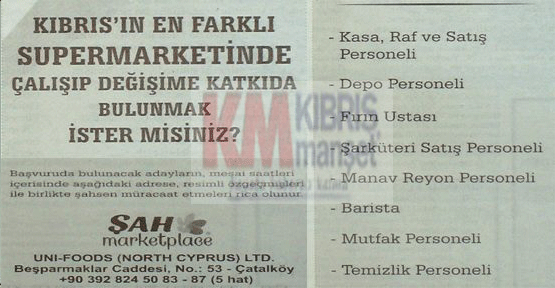 KIBRIS'IN EN FARKLI
SUPERMARKETİNDE
ÇALIŞIP DEĞİŞİME KATKIDA
BULUNMAK
İSTER MİSİNİZ?
Başvuruda bulunacak adayların, mesai saatleri
içerisinde aşağıdaki adrese, resimli özgeçmişleri
ile birlikte şahsen müracaat etmeleri rica olunur.
ŞAH
marketplace
UNI-FOODS (NORTH CYPRUS) LTD.
Beşparmaklar Caddesi, No.: 53 - Çatalköy
+90 392 824 50 83 - 87 (5 hat)
- Kasa, Raf ve Satış
Personeli
- Depo Personeli
- Fırın Ustası
- Şarküteri Satış Personeli
- Manav Reyon Personeli
- Barista
- Mutfak Personeli
- Temizlik Personeli
KM KIBRIS
manşet